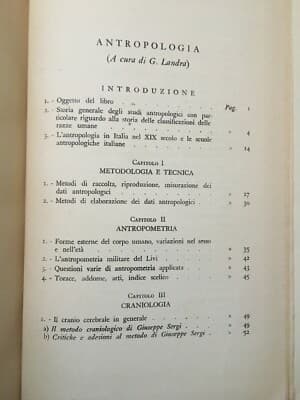 ANTROPOLOGIA
(A cura di G. Landra)
INTRODUZIONE
1. - Oggetto del libro . . . . . . Pag. 1
2. - Storia generale degli studi antropologici con par-
ticolare riguardo alla storia delle classificazioni delle
razze umane . . . . . . » 4
3. - L'antropologia in Italia nel XIX secolo e le scuole
antropologiche italiane . . . . . . » 14
CAPITOLO I
METODOLOGIA E TECNICA
1. - Metodi di raccolta, riproduzione, misurazione dei
dati antropologici . . . . . . » 27
2. - Metodi di elaborazione dei dati antropologici . » 30
CAPITOLO II
ANTROPOMETRIA
1. - Forme esterne del corpo umano, variazioni nel sesso
e nell'età . . . . . . » 35
2. - L'antropometria militare del Livi . . . » 42
3. - Questioni varie di antropometria applicata . » 43
4. - Torace, addome, arti, indice scelico . . . » 45
CAPITOLO III
CRANIOLOGIA
1. - Il cranio cerebrale in generale . . . . » 49
a) Il metodo craniologico di Giuseppe Sergi . . » 49
b) Critiche e adesioni al metodo di Giuseppe Sergi . » 52